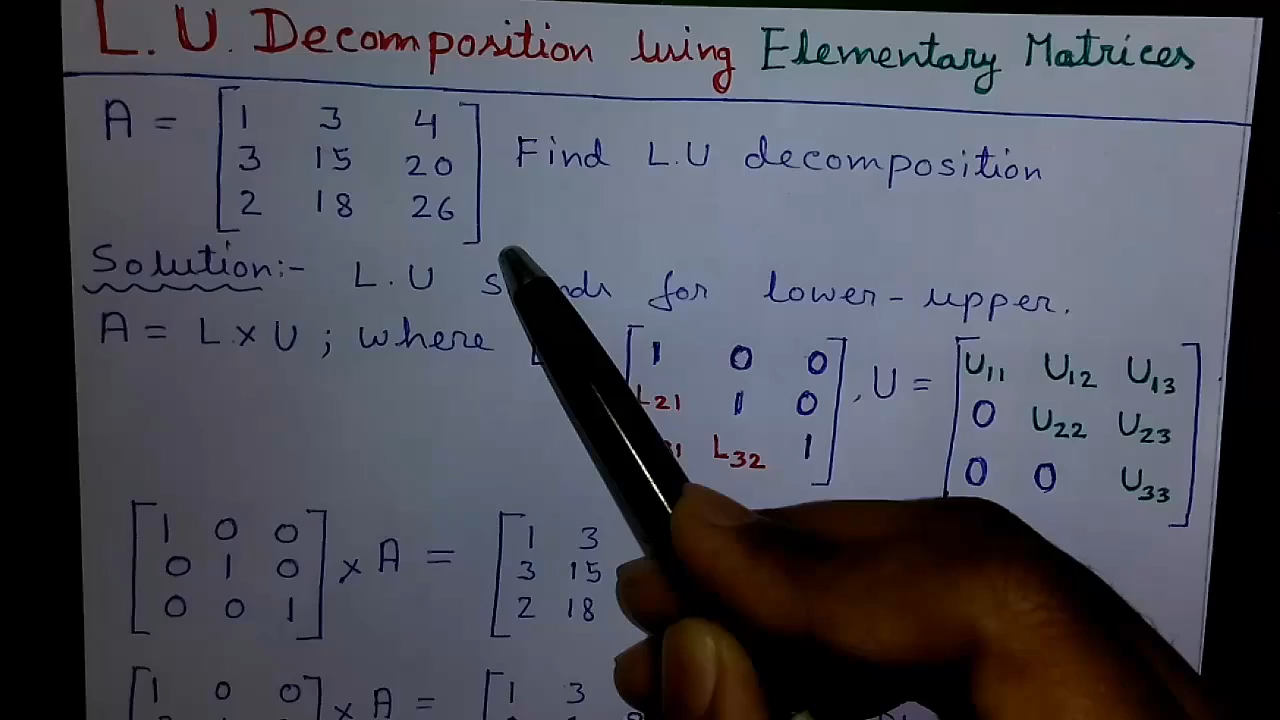 L.U. Decomposition using Elementary Matrices
A = [1 3 4
3 15 20
2 18 26] Find L.U decomposition
Solution:- L.U for lower-upper.
A = L x U ; where [1 0 0
L21 1 0
L32 1] , U = [U11 U12 U13
0 U22 U23
0 0 U33]
[1 0 0
0 1 0
0 0 1] x A = [1 3
3 15
2 18
[1 0 0] x A = [1 3